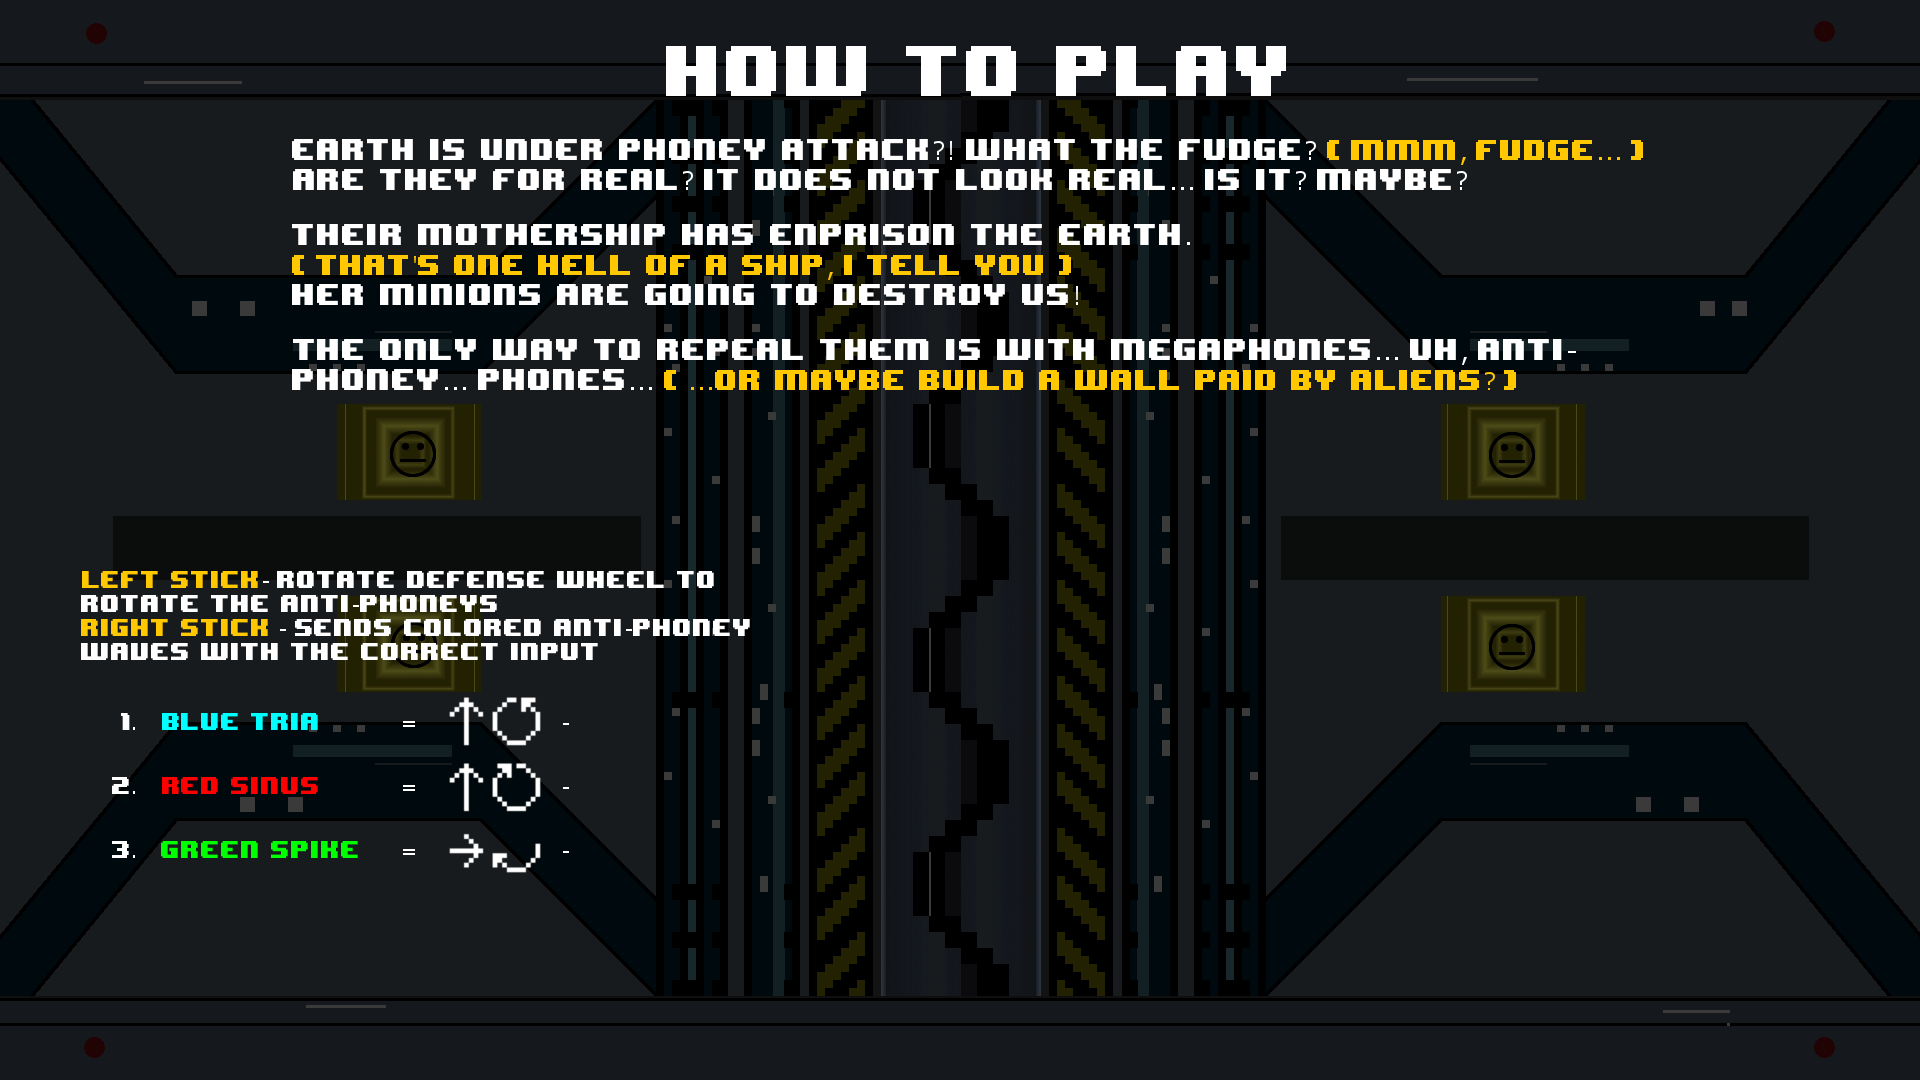 HOW TO PLAY
EARTH IS UNDER PHONEY ATTACK?! WHAT THE FUDGE? ( MMM, FUDGE... )
ARE THEY FOR REAL? IT DOES NOT LOOK REAL... IS IT? MAYBE?
THEIR MOTHERSHIP HAS ENPRISON THE EARTH.
( THAT'S ONE HELL OF A SHIP, I TELL YOU )
HER MINIONS ARE GOING TO DESTROY US!
THE ONLY WAY TO REPEAL THEM IS WITH MEGAPHONES... UH, ANTI-
PHONEY... PHONES... ( ...OR MAYBE BUILD A WALL PAID BY ALIENS? )
LEFT STICK - ROTATE DEFENSE WHEEL TO
ROTATE THE ANTI-PHONEYS
RIGHT STICK - SENDS COLORED ANTI-PHONEY
WAVES WITH THE CORRECT INPUT
1. BLUE TRIA = ↑ -
2. RED SINUS = ↑ -
3. GREEN SPIKE = → -